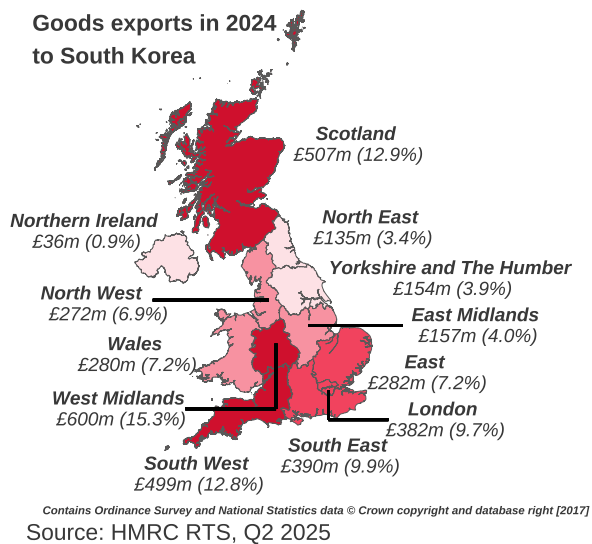 Goods exports in 2024
to South Korea
Scotland
£507m (12.9%)
Northern Ireland
£36m (0.9%)
North East
£135m (3.4%)
Yorkshire and The Humber
£154m (3.9%)
North West
£272m (6.9%)
East Midlands
£157m (4.0%)
Wales
£280m (7.2%)
East
£282m (7.2%)
West Midlands
£600m (15.3%)
London
£382m (9.7%)
South East
£390m (9.9%)
South West
£499m (12.8%)
Contains Ordinance Survey and National Statistics data © Crown copyright and database right [2017]
Source: HMRC RTS, Q2 2025